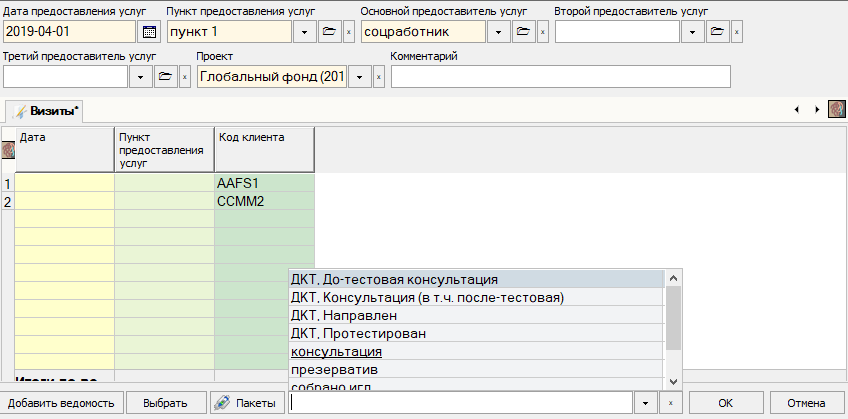 Дата предоставления услуг Пункт предоставления услуг Основной предоставитель услуг Второй предоставитель услуг
2019-04-01 пункт 1 соцработник
Третий предоставитель услуг Проект Комментарий
Глобальный фонд (201
Визиты*
Дата Пункт предоставления услуг Код клиента
1 AAFS1
2 CCMM2
ДКТ, До-тестовая консультация
ДКТ, Консультация (в т.ч. после-тестовая)
ДКТ, Направлен
ДКТ, Протестирован
консультация
презерватив
собрано игл
Добавить ведомость Выбрать Пакеты x OK Отмена